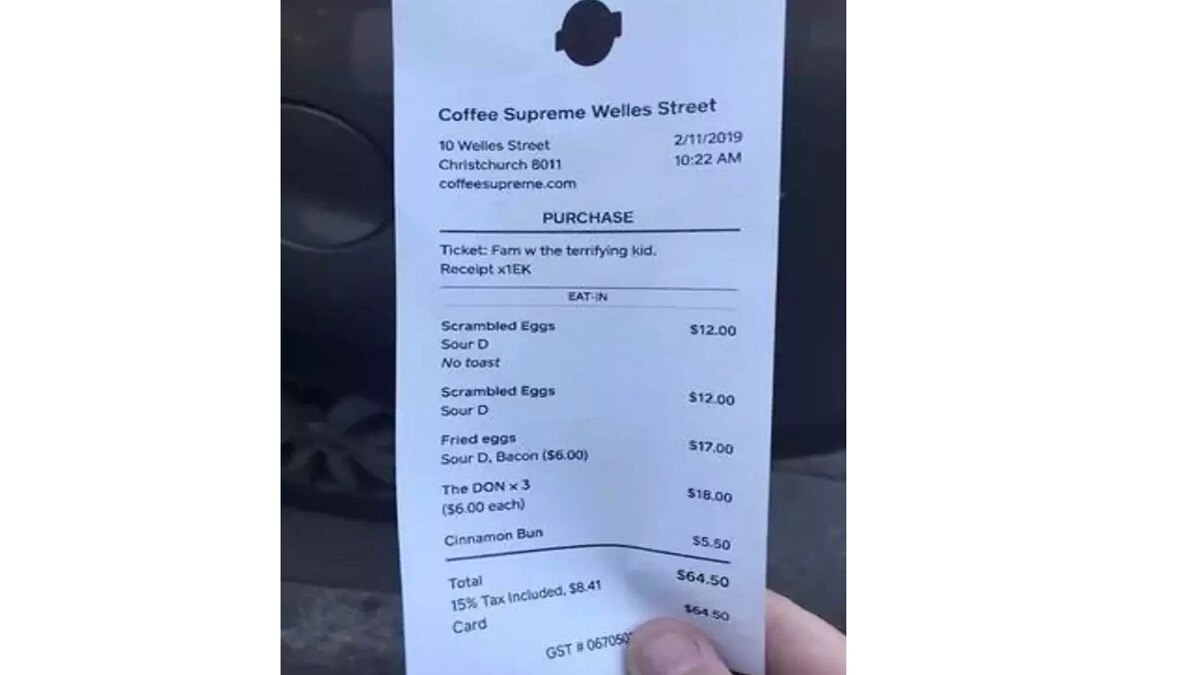 Coffee Supreme Welles Street
10 Welles Street 2/11/2019
Christchurch 8011 10:22 AM
coffeesupreme.com
PURCHASE
Ticket: Fam w the terrifying kid.
Receipt x1EK
EAT-IN
Scrambled Eggs $12.00
Sour D
No toast
Scrambled Eggs $12.00
Sour D
Fried eggs $17.00
Sour D, Bacon ($6.00)
The DON x 3 $18.00
($6.00 each)
Cinnamon Bun $5.50
Total $64.50
15% Tax Included, $8.41
Card $64.50
GST #